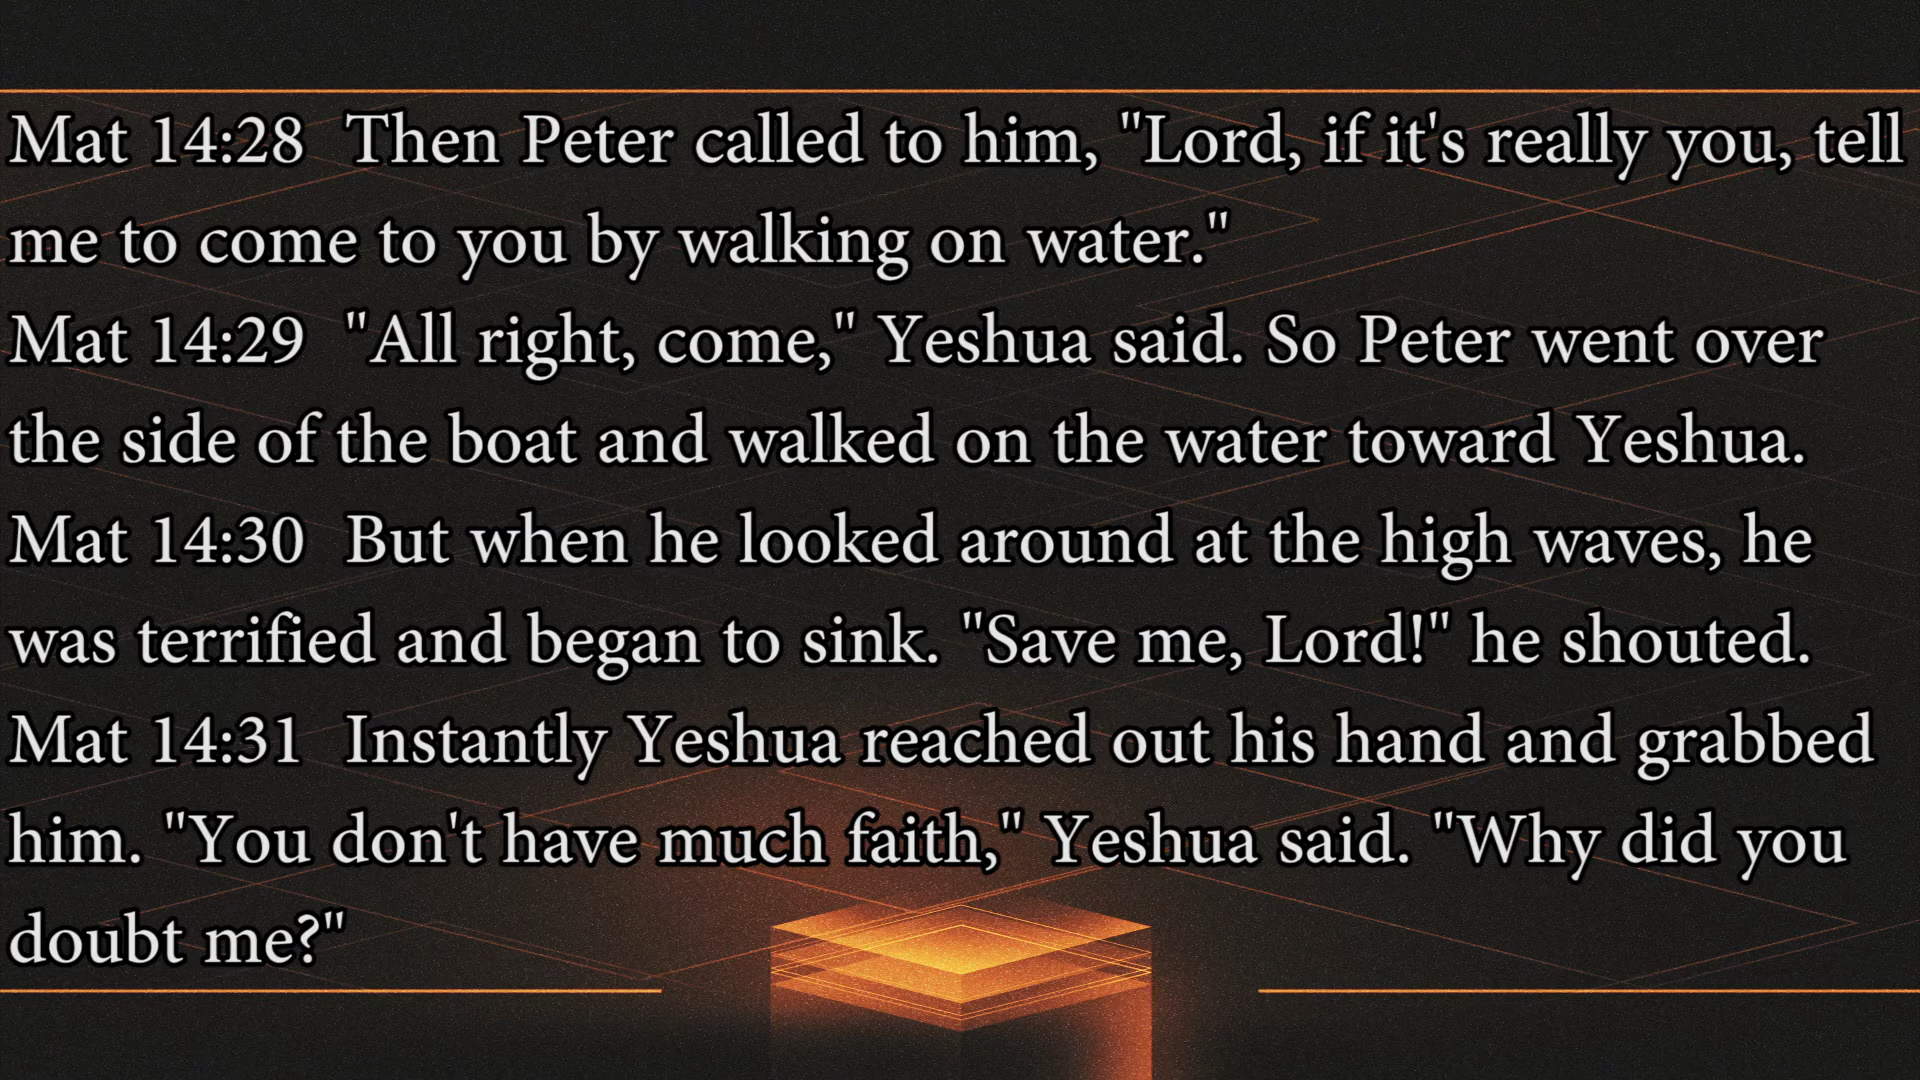 Mat 14:28  Then Peter called to him, "Lord, if it's really you, tell
me to come to you by walking on water."
Mat 14:29  "All right, come," Yeshua said. So Peter went over
the side of the boat and walked on the water toward Yeshua.
Mat 14:30  But when he looked around at the high waves, he
was terrified and began to sink. "Save me, Lord!" he shouted.
Mat 14:31  Instantly Yeshua reached out his hand and grabbed
him. "You don't have much faith," Yeshua said. "Why did you
doubt me?"